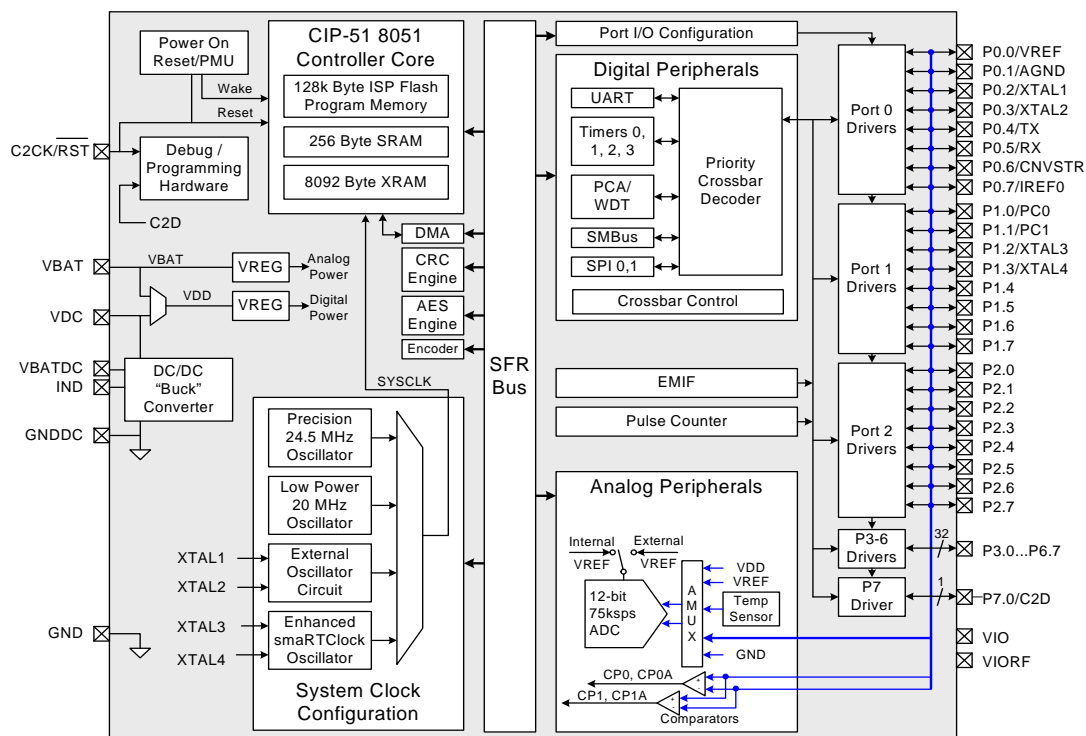 Power On
Reset/PMU
Wake
Reset
C2CK/RST
Debug /
Programming
Hardware
C2D
CIP-51 8051
Controller Core
128k Byte ISP Flash
Program Memory
256 Byte SRAM
8092 Byte XRAM
DMA
CRC
Engine
AES
Engine
Encoder
SYSCLK
VBAT
VBAT
VREG
Analog
Power
VDD
VREG
Digital
Power
VDC
VBATDC
IND
DC/DC
“Buck”
Converter
GNDDC
GND
Precision
24.5 MHz
Oscillator
Low Power
20 MHz
Oscillator
XTAL1
XTAL2
External
Oscillator
Circuit
XTAL3
XTAL4
Enhanced
smaRTClock
Oscillator
System Clock
Configuration
SFR
Bus
Port I/O Configuration
Digital Peripherals
UART
Timers 0,
1, 2, 3
PCA/
WDT
SMBus
SPI 0,1
Priority
Crossbar
Decoder
Crossbar Control
EMIF
Pulse Counter
Analog Peripherals
Internal
VREF
External
VREF
12-bit
75ksps
ADC
A
M
U
X
VDD
VREF
Temp
Sensor
GND
CP0, CP0A
+
-
CP1, CP1A
+
-
Comparators
Port 0
Drivers
Port 1
Drivers
Port 2
Drivers
P3-6
Drivers
P7
Driver
32
1
P0.0/VREF
P0.1/AGND
P0.2/XTAL1
P0.3/XTAL2
P0.4/TX
P0.5/RX
P0.6/CNVSTR
P0.7/IREF0
P1.0/PC0
P1.1/PC1
P1.2/XTAL3
P1.3/XTAL4
P1.4
P1.5
P1.6
P1.7
P2.0
P2.1
P2.2
P2.3
P2.4
P2.5
P2.6
P2.7
P3.0...P6.7
P7.0/C2D
VIO
VIORF